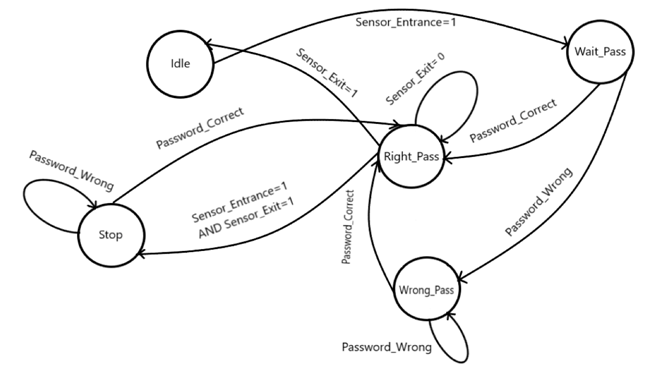 Sensor_Entrance=1
Idle
Wait_Pass
Sensor_Exit=1
Sensor_Exit= 0
Password_Correct
Password_Correct
Right_Pass
Password_Wrong
Sensor_Entrance=1
AND Sensor_Exit=1
Stop
Password_Correct
Password_Wrong
Wrong_Pass
Password_Wrong